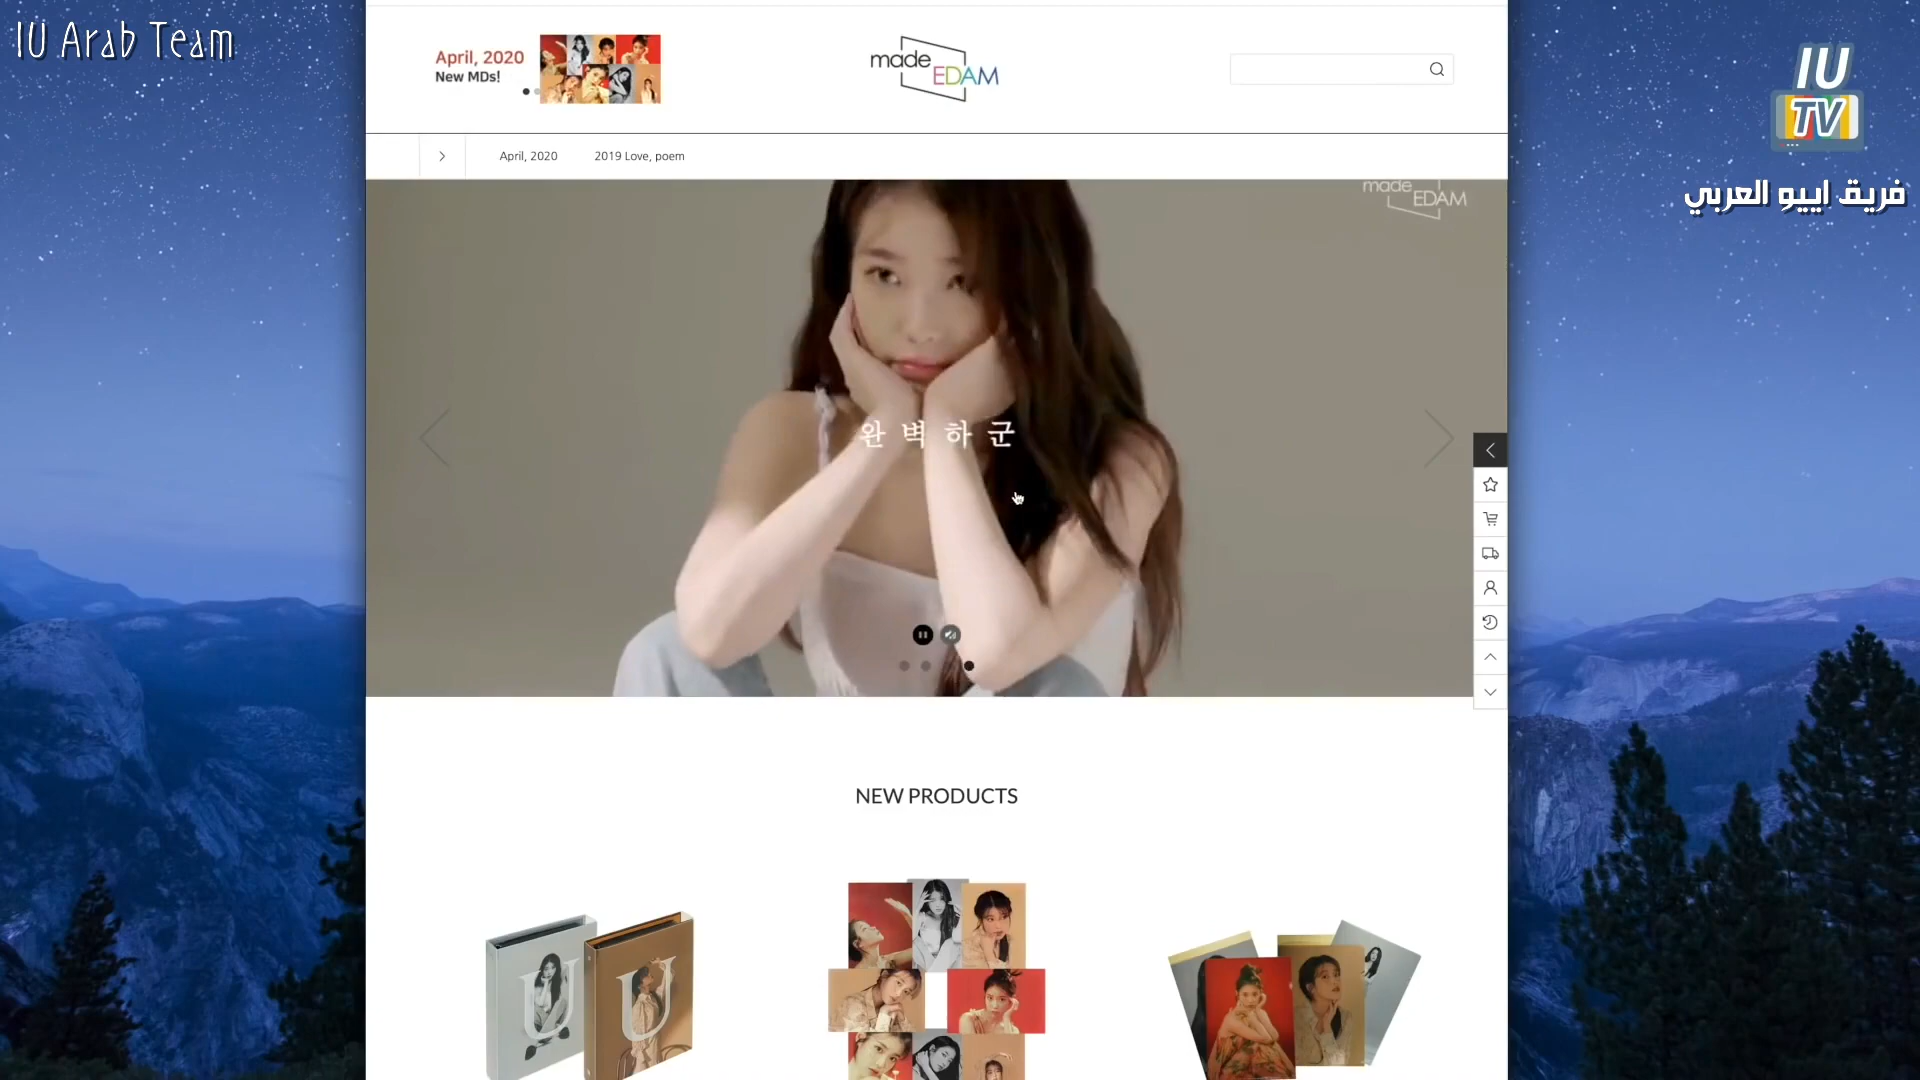 IU Arab Team
IU
TV
فريق اييو العربي
April, 2020
New MDs!
made
EDAM
April, 2020
2019 Love, poem
made
EDAM
완벽하군
NEW PRODUCTS
U
U